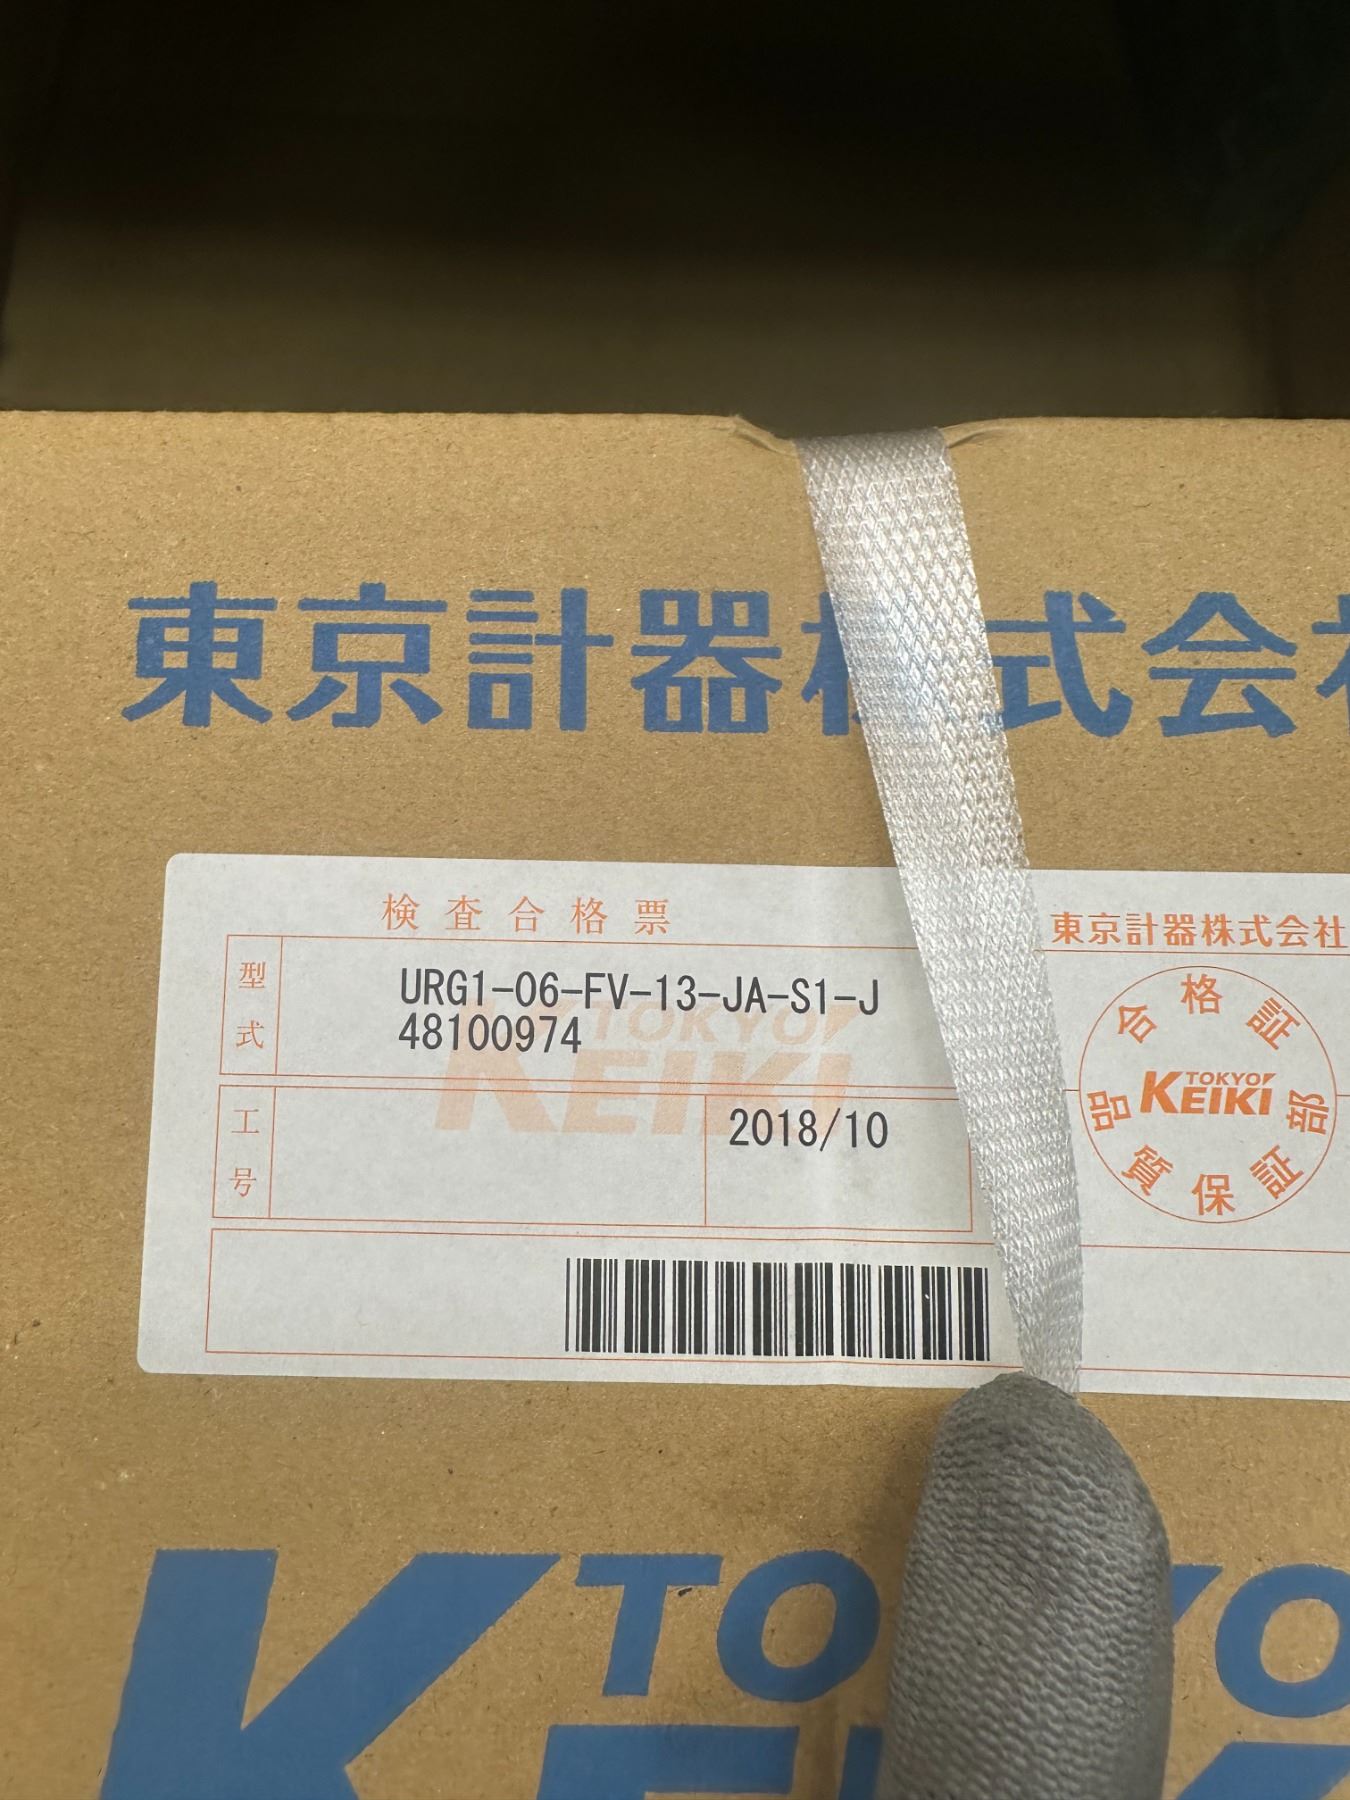 東京計器株式会
検査合格票
東京計器株式会社
型式
URG1-06-FV-13-JA-S1-J
48100974
TOKYO
KEIKI
工号
2018/10
合格証
TOKYO
KEIKI
品質保証部
TOKYO